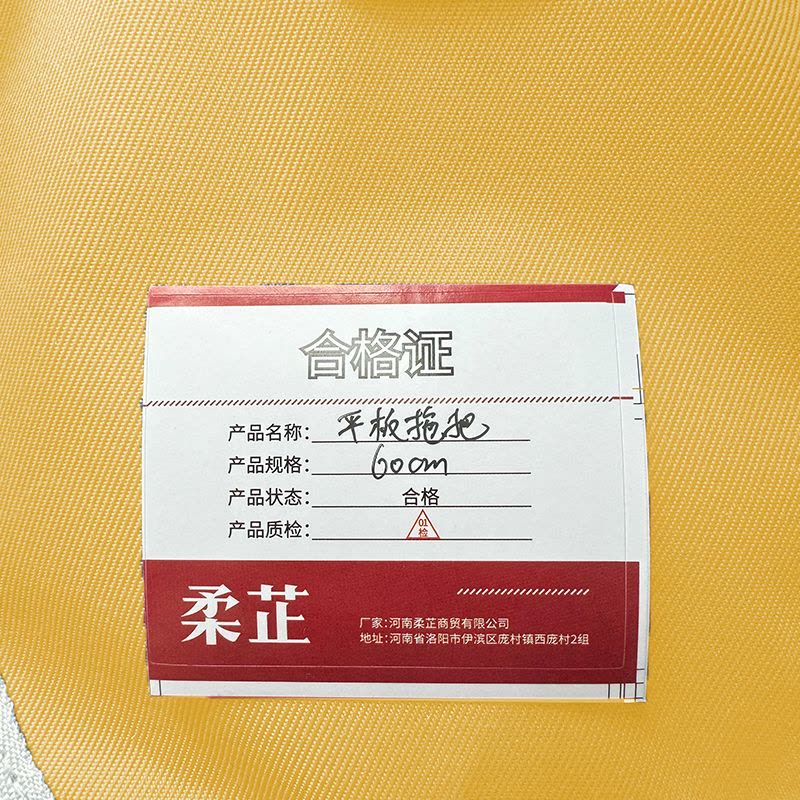 合格证
产品名称: 平板拖把
产品规格: 60cm
产品状态: 合格
产品质检: 01检
柔芷
厂家:河南柔芷商贸有限公司
地址:河南省洛阳市伊滨区庞村镇西庞村2组